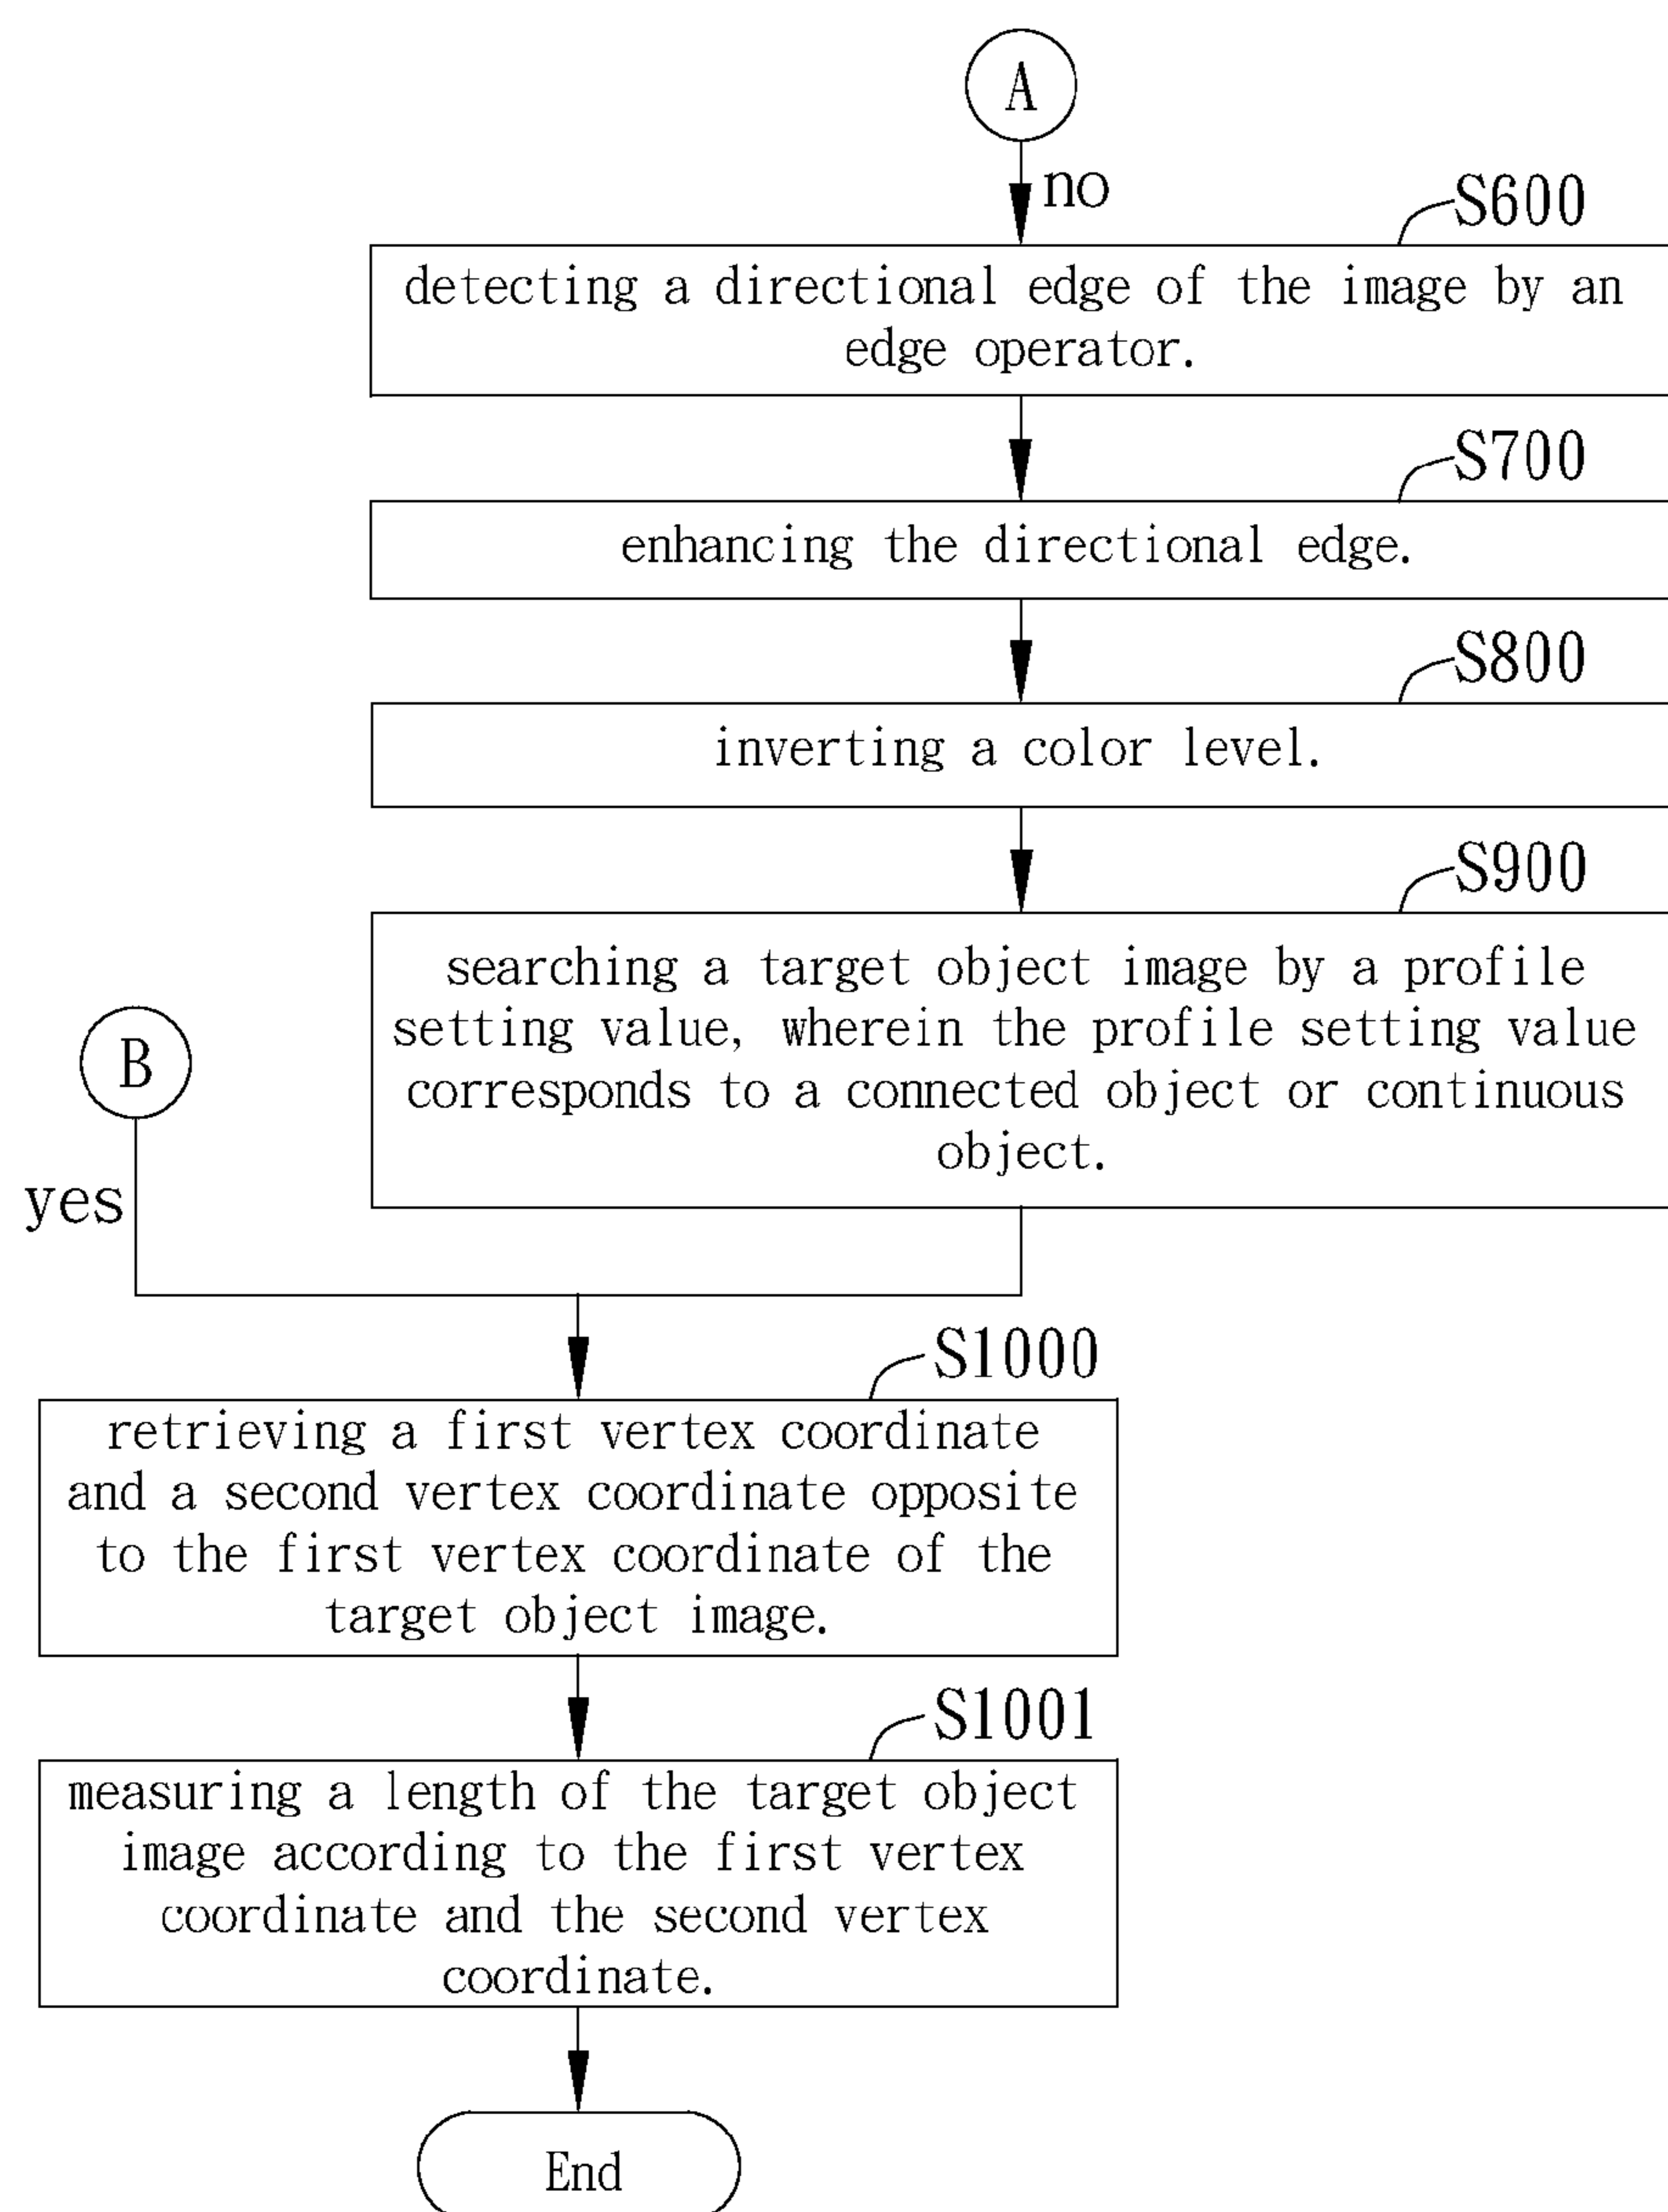 A
no
S600
detecting a directional edge of the image by an
edge operator.
S700
enhancing the directional edge.
S800
inverting a color level.
S900
searching a target object image by a profile
setting value, wherein the profile setting value
corresponds to a connected object or continuous
object.
B
yes
S1000
retrieving a first vertex coordinate
and a second vertex coordinate opposite
to the first vertex coordinate of the
target object image.
S1001
measuring a length of the target object
image according to the first vertex
coordinate and the second vertex
coordinate.
End